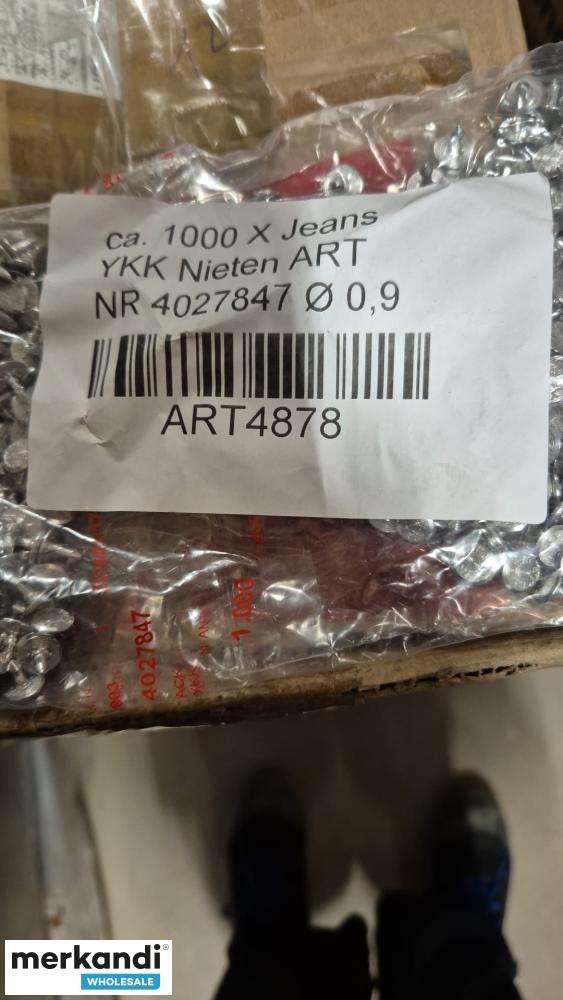 ca. 1000 X Jeans
YKK Nieten ART
NR 4027847 Ø 0,9
ART4878
4027847
1.000
merkandi®
WHOLESALE